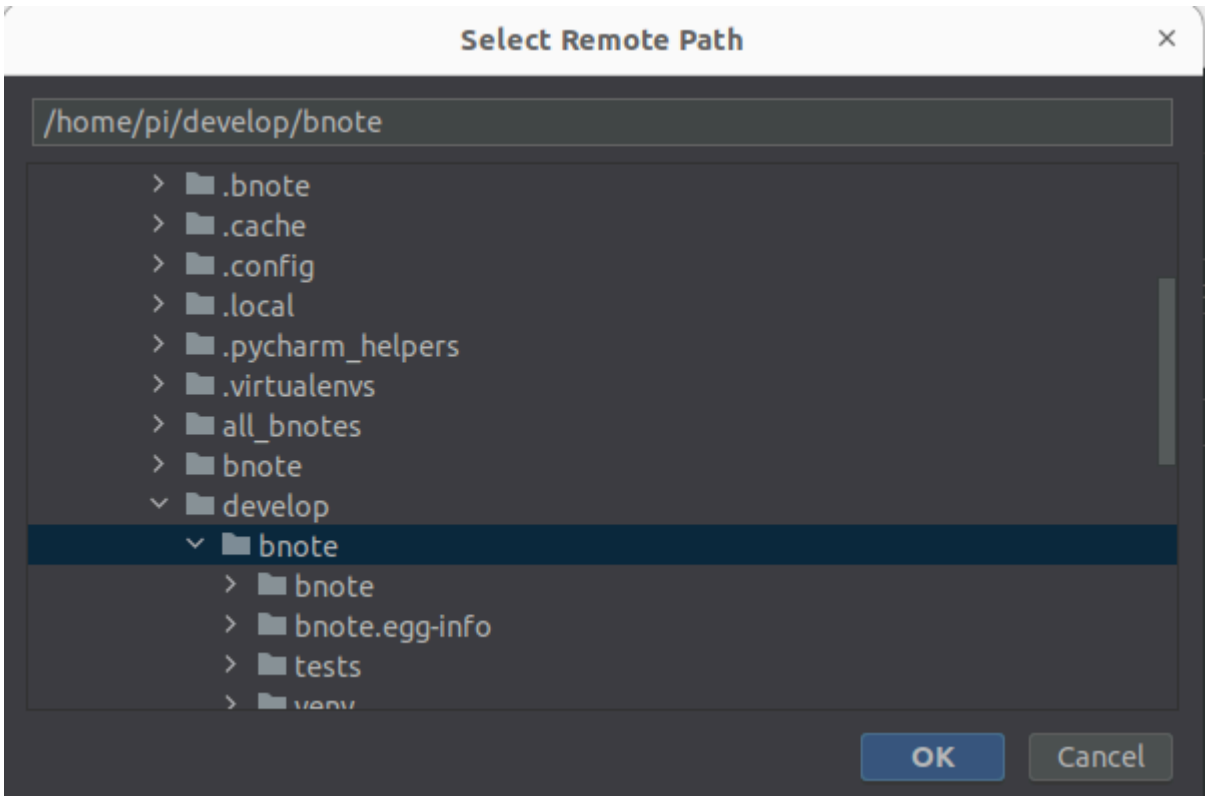 Select Remote Path
/home/pi/develop/bnote
.bnote
.cache
.config
.local
.pycharm_helpers
.virtualenvs
all_bnotes
bnote
develop
bnote
bnote
bnote.egg-info
tests
venv
OK Cancel